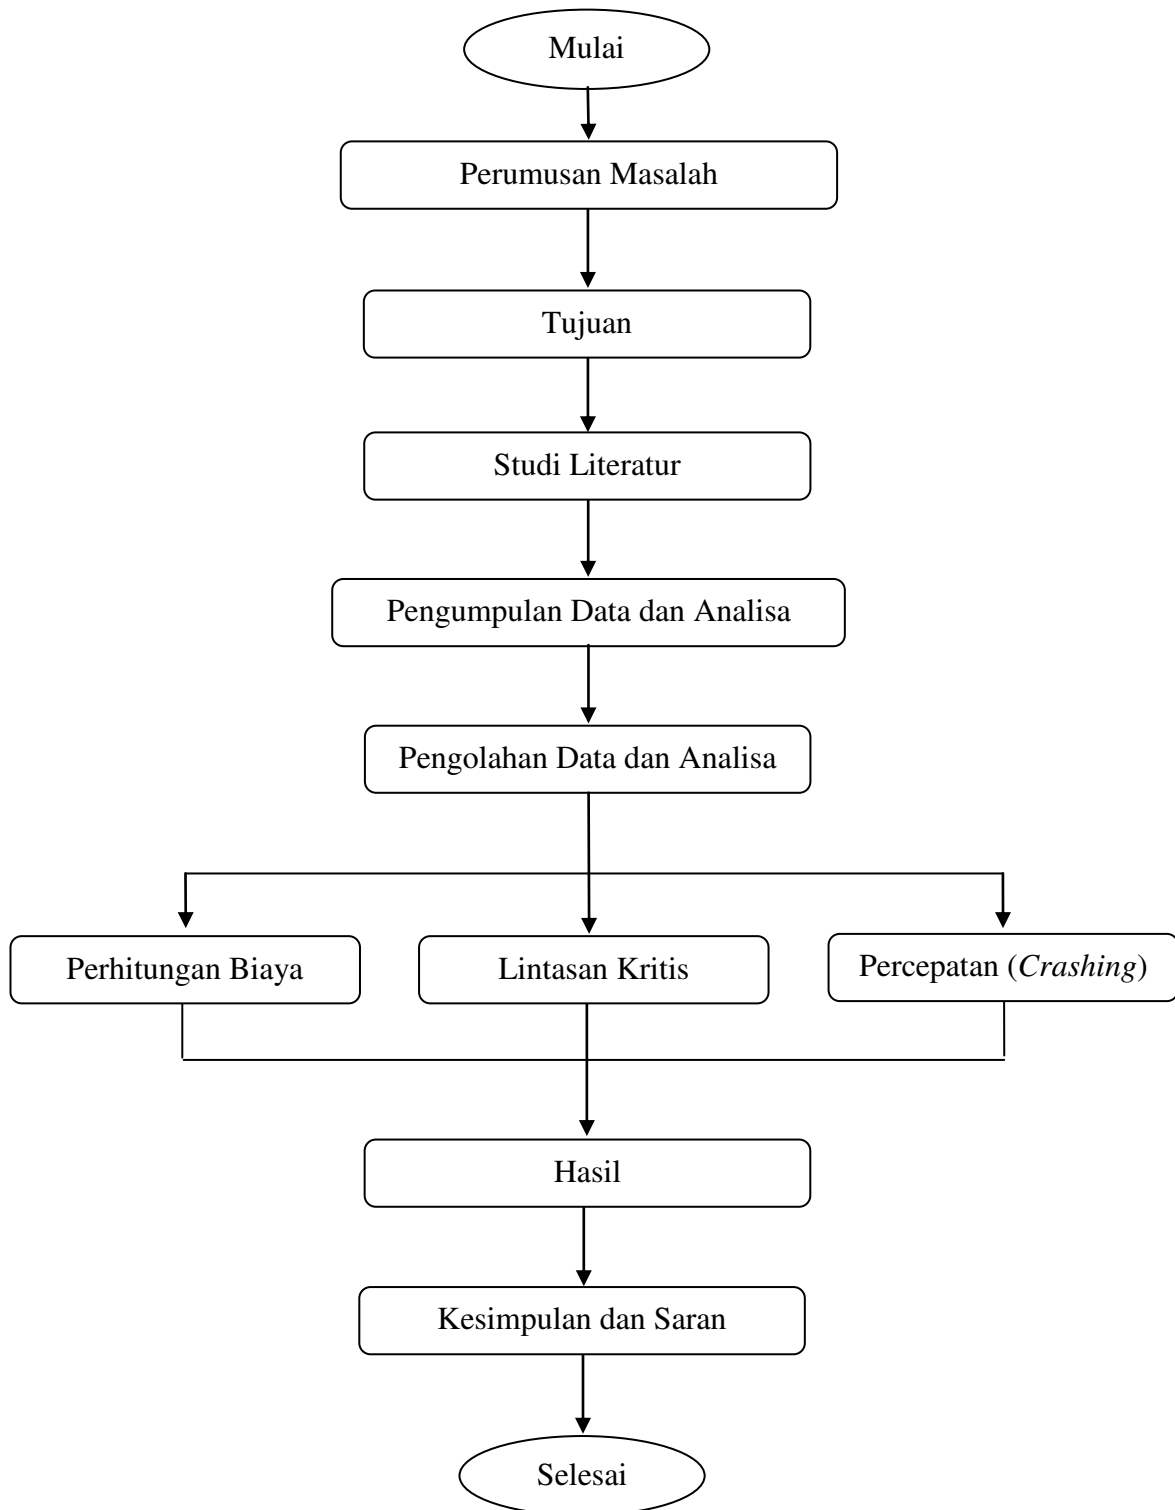 Mulai
Perumusan Masalah
Tujuan
Studi Literatur
Pengumpulan Data dan Analisa
Pengolahan Data dan Analisa
Perhitungan Biaya
Lintasan Kritis
Percepatan (Crashing)
Hasil
Kesimpulan dan Saran
Selesai